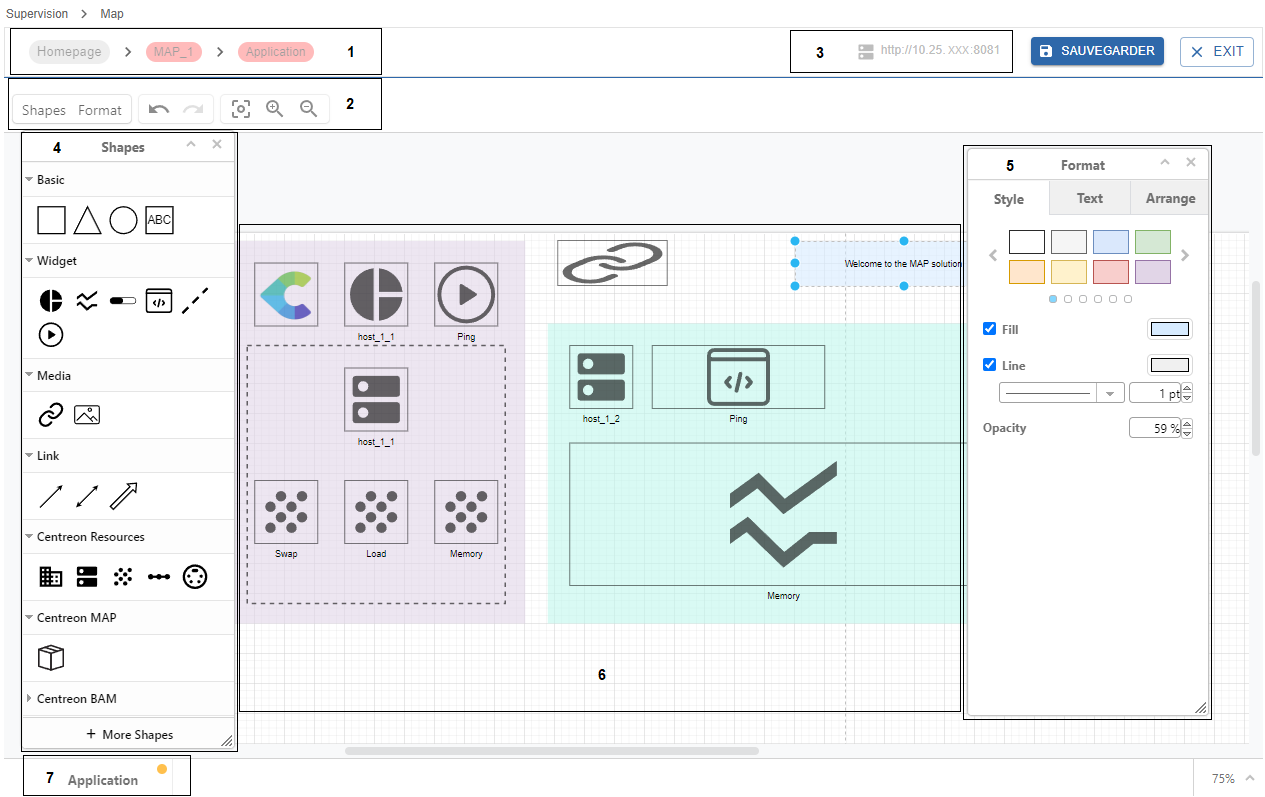 Supervision > Map
Homepage > MAP_1 > Application 1
3 http://10.25. XXX:8081
SAUVEGARDER
EXIT
Shapes Format
2
4 Shapes
Basic
ABC
Widget
Media
Link
Centreon Resources
Centreon MAP
Centreon BAM
+ More Shapes
host_1_1
Ping
host_1_1
Swap
Load
Memory
Welcome to the MAP solution
host_1_2
Ping
Memory
6
5 Format
Style
Text
Arrange
Fill
Line
1 pt
Opacity
59 %
7 Application
75%